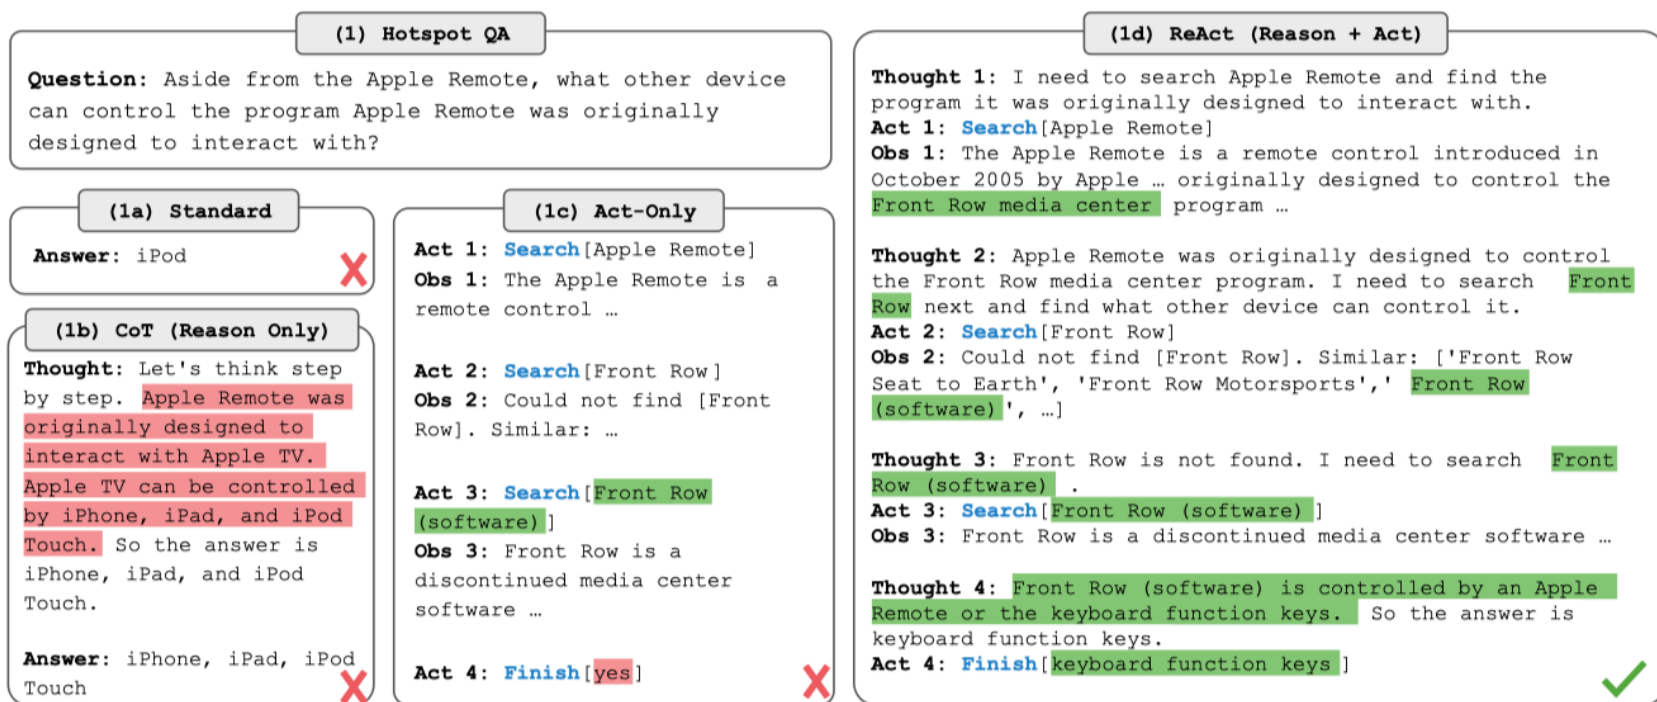 (1) Hotspot QA
Question: Aside from the Apple Remote, what other device
can control the program Apple Remote was originally
designed to interact with?
(1a) Standard
Answer: iPod
(1b) CoT (Reason Only)
Thought: Let's think step
by step. Apple Remote was
originally designed to
interact with Apple TV.
Apple TV can be controlled
by iPhone, iPad, and iPod
Touch. So the answer is
iPhone, iPad, and iPod
Touch.
Answer: iPhone, iPad, iPod
Touch
(1c) Act-Only
Act 1: Search[Apple Remote]
Obs 1: The Apple Remote is a
remote control …
Act 2: Search[Front Row]
Obs 2: Could not find [Front
Row]. Similar: …
Act 3: Search[Front Row
(software)]
Obs 3: Front Row is a
discontinued media center
software …
Act 4: Finish[yes]
(1d) ReAct (Reason + Act)
Thought 1: I need to search Apple Remote and find the
program it was originally designed to interact with.
Act 1: Search[Apple Remote]
Obs 1: The Apple Remote is a remote control introduced in
October 2005 by Apple … originally designed to control the
Front Row media center program …
Thought 2: Apple Remote was originally designed to control
the Front Row media center program. I need to search Front
Row next and find what other device can control it.
Act 2: Search[Front Row]
Obs 2: Could not find [Front Row]. Similar: ['Front Row
Seat to Earth', 'Front Row Motorsports',' Front Row
(software)', …]
Thought 3: Front Row is not found. I need to search Front
Row (software) .
Act 3: Search[Front Row (software)]
Obs 3: Front Row is a discontinued media center software …
Thought 4: Front Row (software) is controlled by an Apple
Remote or the keyboard function keys. So the answer is
keyboard function keys.
Act 4: Finish[keyboard function keys]